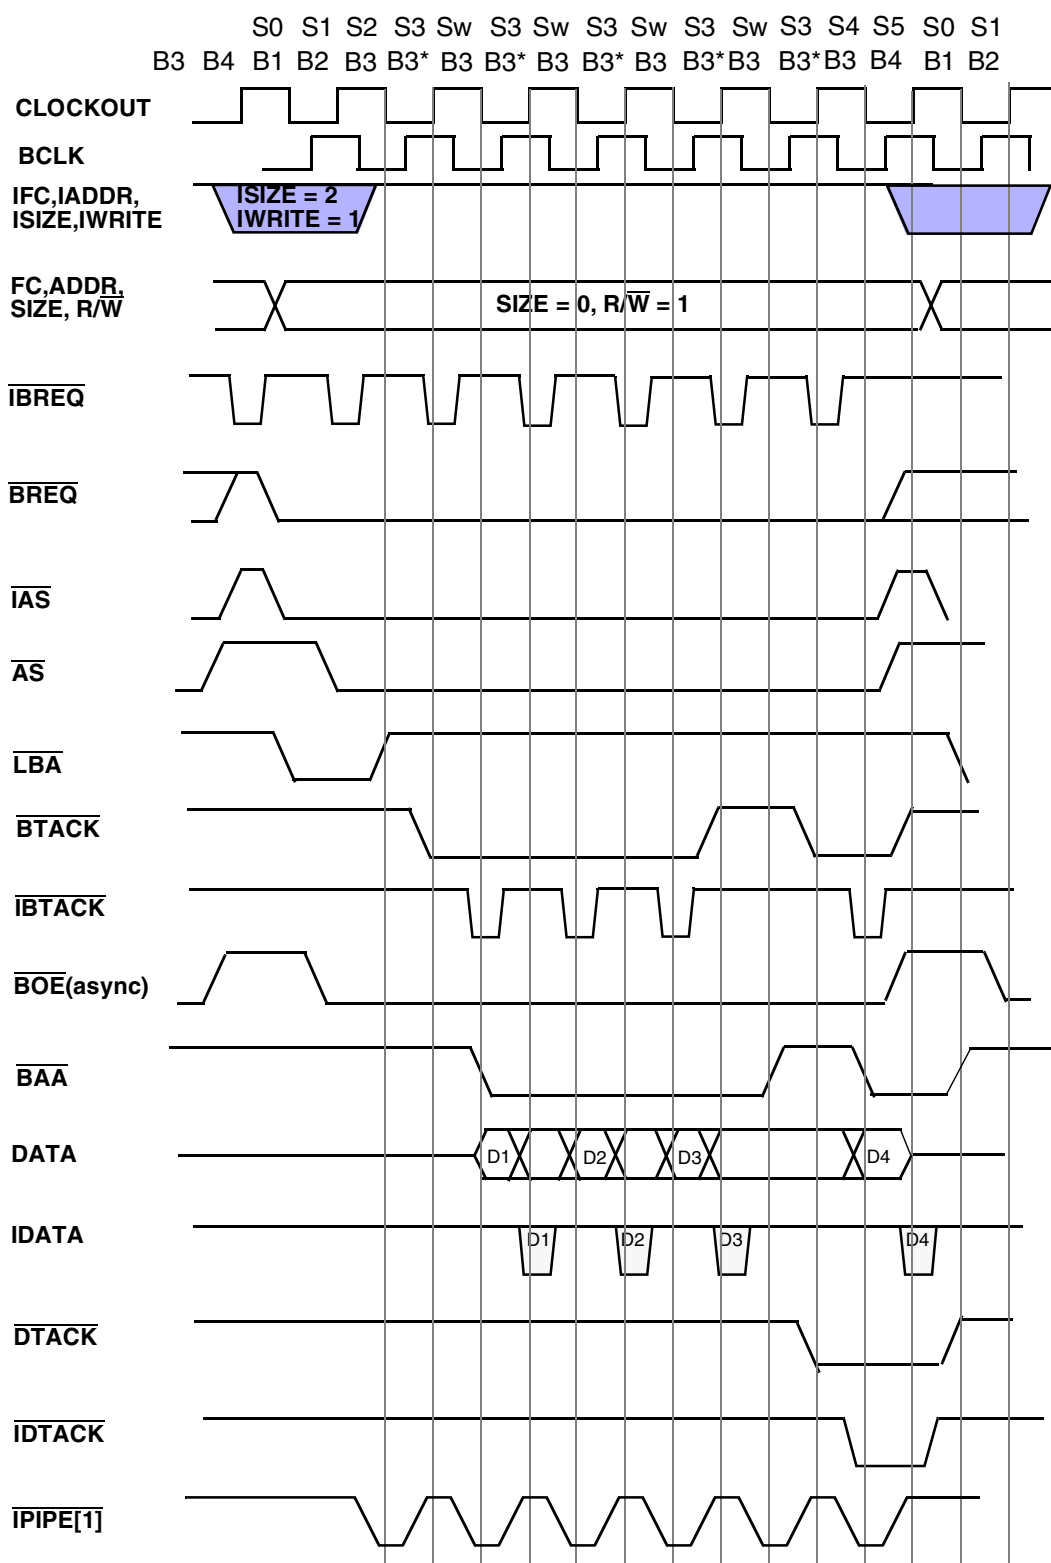 S0 S1 S2 S3 Sw S3 Sw S3 Sw S3 Sw S3 S4 S5 S0 S1
B3 B4 B1 B2 B3 B3* B3 B3* B3 B3* B3 B3* B3 B3* B3 B4 B1 B2
CLOCKOUT
BCLK
IFC,IADDR, ISIZE = 2
ISIZE,IWRITE IWRITE = 1
FC,ADDR,
SIZE, R/W̅ SIZE = 0, R/W̅ = 1
IBREQ
BREQ
IAS
AS
LBA
BTACK
IBTACK
BOE(async)
BAA
DATA D1 D2 D3 D4
IDATA D1 D2 D3 D4
DTACK
IDTACK
IPIPE[1]